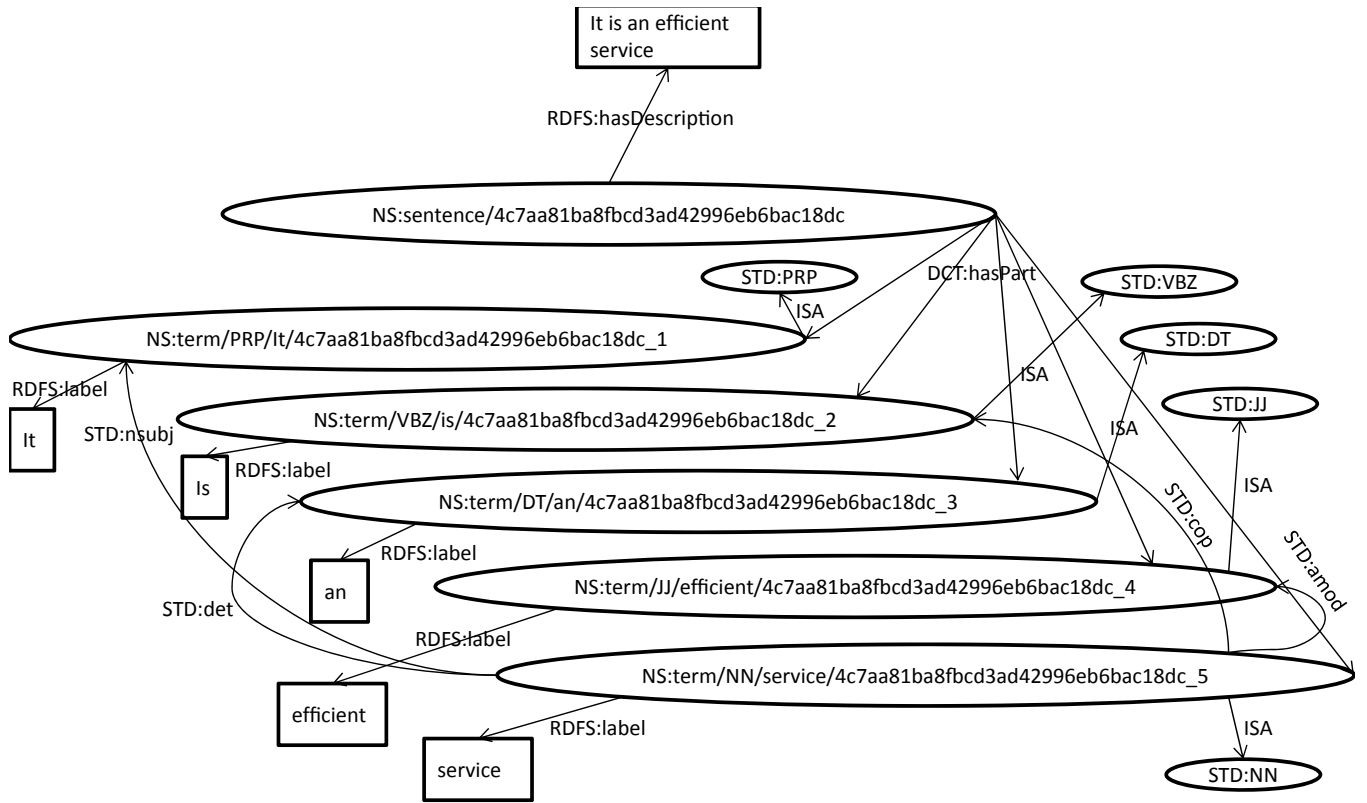 It is an efficient
service
RDFS:hasDescription
NS:sentence/4c7aa81ba8fbcd3ad42996eb6bac18dc
STD:PRP
DCT:hasPart
STD:VBZ
ISA
NS:term/PRP/It/4c7aa81ba8fbcd3ad42996eb6bac18dc_1
STD:DT
RDFS:label
ISA
STD:JJ
It
STD:nsubj
NS:term/VBZ/is/4c7aa81ba8fbcd3ad42996eb6bac18dc_2
ISA
RDFS:label
Is
ISA
NS:term/DT/an/4c7aa81ba8fbcd3ad42996eb6bac18dc_3
STD:cop
STD:amod
RDFS:label
an
NS:term/JJ/efficient/4c7aa81ba8fbcd3ad42996eb6bac18dc_4
STD:det
RDFS:label
NS:term/NN/service/4c7aa81ba8fbcd3ad42996eb6bac18dc_5
efficient
RDFS:label
ISA
service
STD:NN